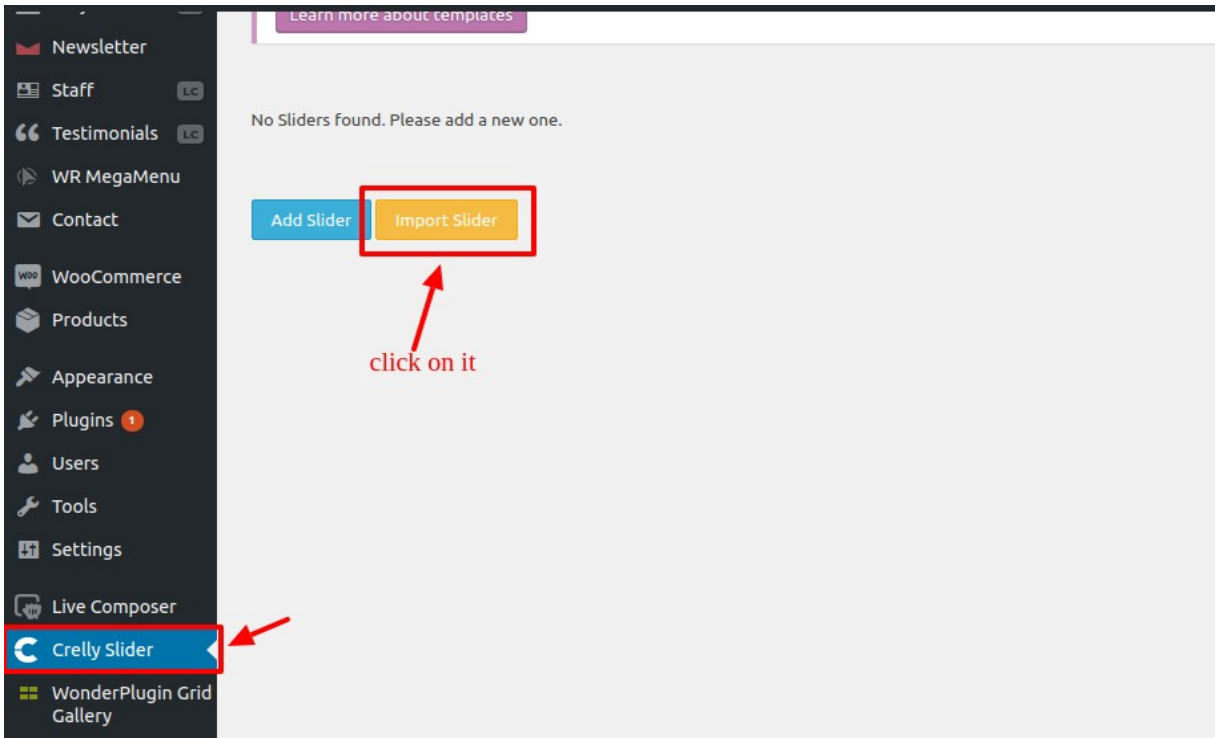 Learn more about templates
Newsletter
Staff LC
Testimonials LC
WR MegaMenu
Contact
WooCommerce
Products
Appearance
Plugins 1
Users
Tools
Settings
Live Composer
Crelly Slider
WonderPlugin Grid
Gallery
No Sliders found. Please add a new one.
Add Slider
Import Slider
click on it